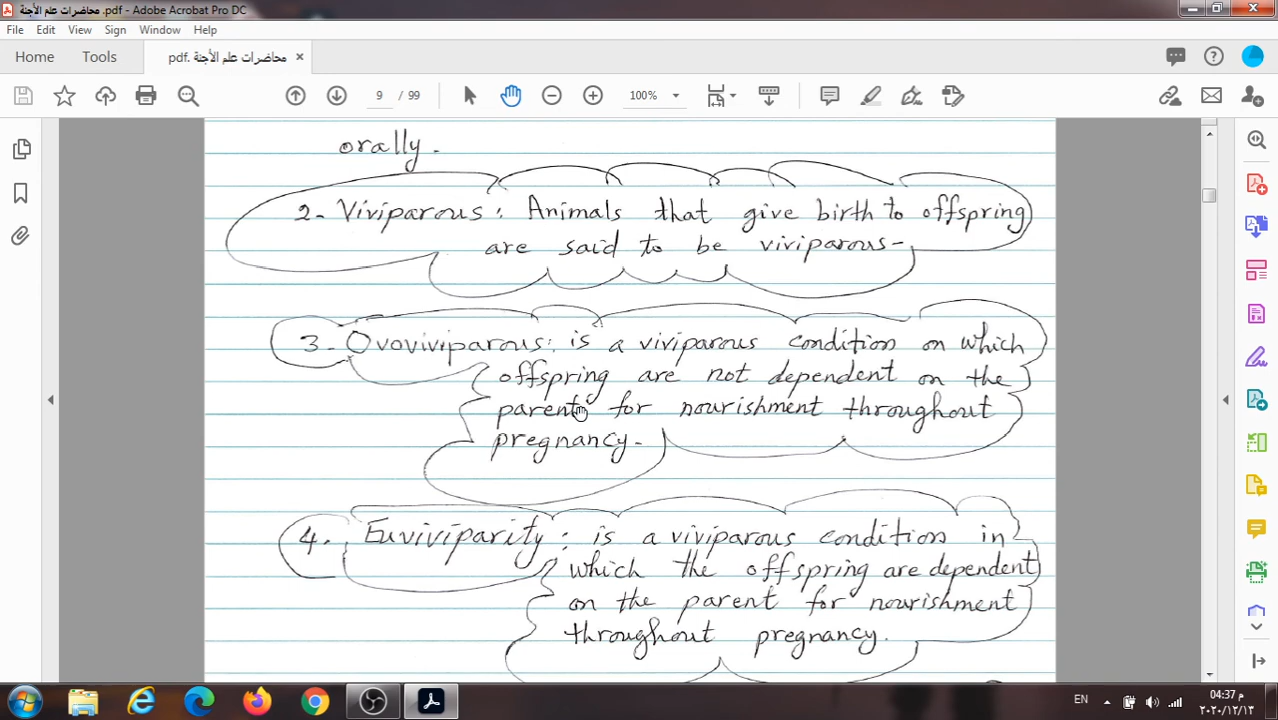 محاضرات علم الأجنة .pdf - Adobe Acrobat Pro DC
File Edit View Sign Window Help
Home Tools محاضرات علم الأجنة .pdf ×
9 / 99 100%
orally.
2- Viviparous: Animals that give birth to offspring
are said to be viviparous-
3- Ovoviviparous: is a viviparous condition on which
offspring are not dependent on the
parent for nourishment throughout
pregnancy-
4. Euviviparity: is a viviparous condition in
which the offspring are dependent
on the parent for nourishment
throughout pregnancy.
EN
04:37 م
٢٠٢٠/١٢/١٣